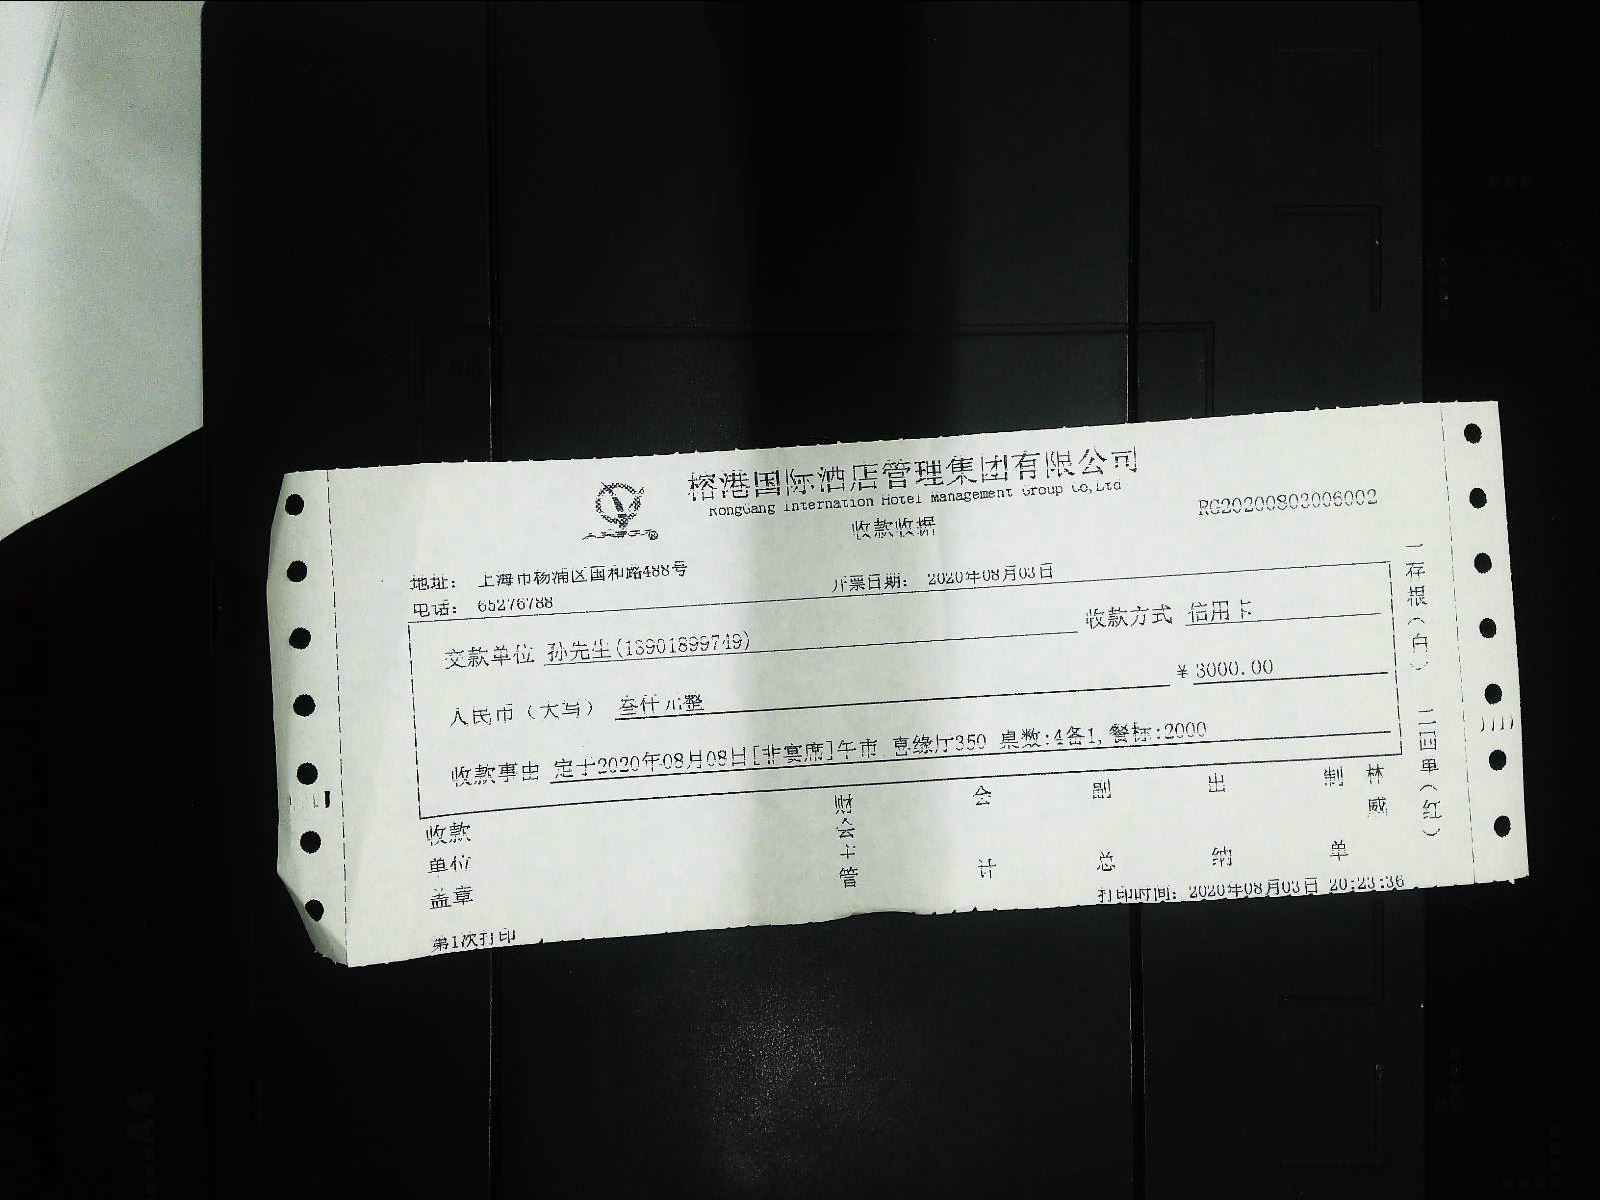 榕港国际酒店管理集团有限公司
RongGang Internation Hotel Management Group Co,Ltd
收款收据
RG20200803006002
地址： 上海市杨浦区国和路488号
开票日期： 2020年08月03日
电话： 65276788
交款单位 孙先生(13901899749)
收款方式 信用卡
人民币（大写） 叁仟元整
¥ 3000.00
收款事由 定于2020年08月08日[非宴席]午市 喜缘厅350 桌数:4备1,餐标:2000
收款单位盖章
财会主管
会计
副总
出纳
制单
林威
一存根（白）
二四单（红）
打印时间: 2020年08月03日 20:23:36
第1次打印
A4